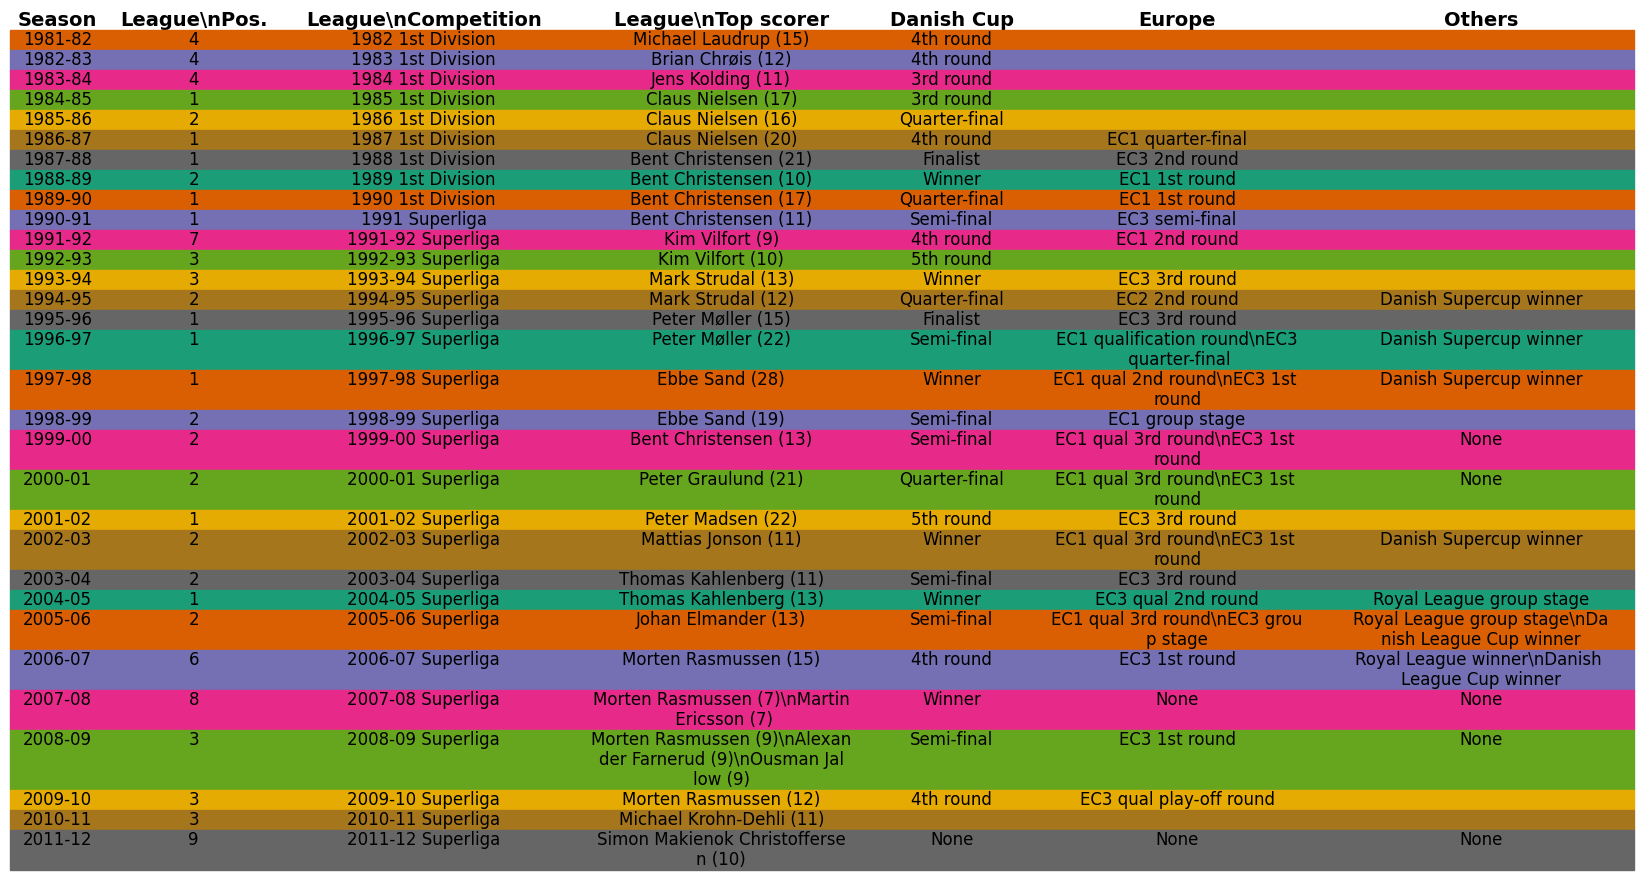 Season League\nPos. League\nCompetition League\nTop scorer Danish Cup Europe Others
1981-82 4 1982 1st Division Michael Laudrup (15) 4th round
1982-83 4 1983 1st Division Brian Chrøis (12) 4th round
1983-84 4 1984 1st Division Jens Kolding (11) 3rd round
1984-85 1 1985 1st Division Claus Nielsen (17) 3rd round
1985-86 2 1986 1st Division Claus Nielsen (16) Quarter-final
1986-87 1 1987 1st Division Claus Nielsen (20) 4th round EC1 quarter-final
1987-88 1 1988 1st Division Bent Christensen (21) Finalist EC3 2nd round
1988-89 2 1989 1st Division Bent Christensen (10) Winner EC1 1st round
1989-90 1 1990 1st Division Bent Christensen (17) Quarter-final EC1 1st round
1990-91 1 1991 Superliga Bent Christensen (11) Semi-final EC3 semi-final
1991-92 7 1991-92 Superliga Kim Vilfort (9) 4th round EC1 2nd round
1992-93 3 1992-93 Superliga Kim Vilfort (10) 5th round
1993-94 3 1993-94 Superliga Mark Strudal (13) Winner EC3 3rd round
1994-95 2 1994-95 Superliga Mark Strudal (12) Quarter-final EC2 2nd round Danish Supercup winner
1995-96 1 1995-96 Superliga Peter Møller (15) Finalist EC3 3rd round
1996-97 1 1996-97 Superliga Peter Møller (22) Semi-final EC1 qualification round\nEC3 Danish Supercup winner
quarter-final
1997-98 1 1997-98 Superliga Ebbe Sand (28) Winner EC1 qual 2nd round\nEC3 1st Danish Supercup winner
round
1998-99 2 1998-99 Superliga Ebbe Sand (19) Semi-final EC1 group stage
1999-00 2 1999-00 Superliga Bent Christensen (13) Semi-final EC1 qual 3rd round\nEC3 1st None
round
2000-01 2 2000-01 Superliga Peter Graulund (21) Quarter-final EC1 qual 3rd round\nEC3 1st None
round
2001-02 1 2001-02 Superliga Peter Madsen (22) 5th round EC3 3rd round
2002-03 2 2002-03 Superliga Mattias Jonson (11) Winner EC1 qual 3rd round\nEC3 1st Danish Supercup winner
round
2003-04 2 2003-04 Superliga Thomas Kahlenberg (11) Semi-final EC3 3rd round
2004-05 1 2004-05 Superliga Thomas Kahlenberg (13) Winner EC3 qual 2nd round Royal League group stage
2005-06 2 2005-06 Superliga Johan Elmander (13) Semi-final EC1 qual 3rd round\nEC3 grou Royal League group stage\nDa
p stage nish League Cup winner
2006-07 6 2006-07 Superliga Morten Rasmussen (15) 4th round EC3 1st round Royal League winner\nDanish
League Cup winner
2007-08 8 2007-08 Superliga Morten Rasmussen (7)\nMartin Winner None None
Ericsson (7)
2008-09 3 2008-09 Superliga Morten Rasmussen (9)\nAlexan Semi-final EC3 1st round None
der Farnerud (9)\nOusman Jal
low (9)
2009-10 3 2009-10 Superliga Morten Rasmussen (12) 4th round EC3 qual play-off round
2010-11 3 2010-11 Superliga Michael Krohn-Dehli (11)
2011-12 9 2011-12 Superliga Simon Makienok Christofferse None None None
n (10)